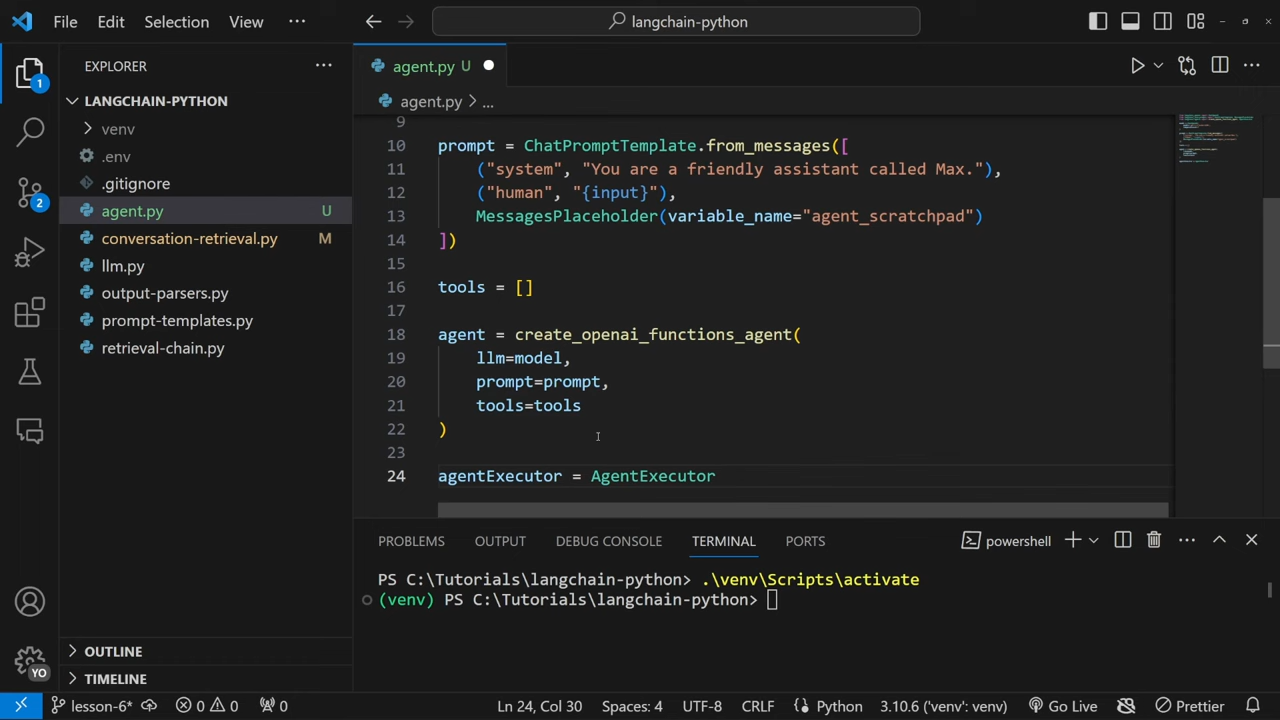 File Edit Selection View ··· langchain-python
EXPLORER ···
1
LANGCHAIN-PYTHON
venv
.env
.gitignore
agent.py U
2
conversation-retrieval.py M
llm.py
output-parsers.py
prompt-templates.py
retrieval-chain.py
OUTLINE
TIMELINE
YO
agent.py U
agent.py > ...
9
10 prompt = ChatPromptTemplate.from_messages([
11 ("system", "You are a friendly assistant called Max."),
12 ("human", "{input}"),
13 MessagesPlaceholder(variable_name="agent_scratchpad")
14 ])
15
16 tools = []
17
18 agent = create_openai_functions_agent(
19 llm=model,
20 prompt=prompt,
21 tools=tools
22 )
23
24 agentExecutor = AgentExecutor
PROBLEMS OUTPUT DEBUG CONSOLE TERMINAL PORTS powershell
PS C:\Tutorials\langchain-python> .\venv\Scripts\activate
(venv) PS C:\Tutorials\langchain-python>
lesson-6* 0 0 0 Ln 24, Col 30 Spaces: 4 UTF-8 CRLF Python 3.10.6 ('venv': venv) Go Live Prettier